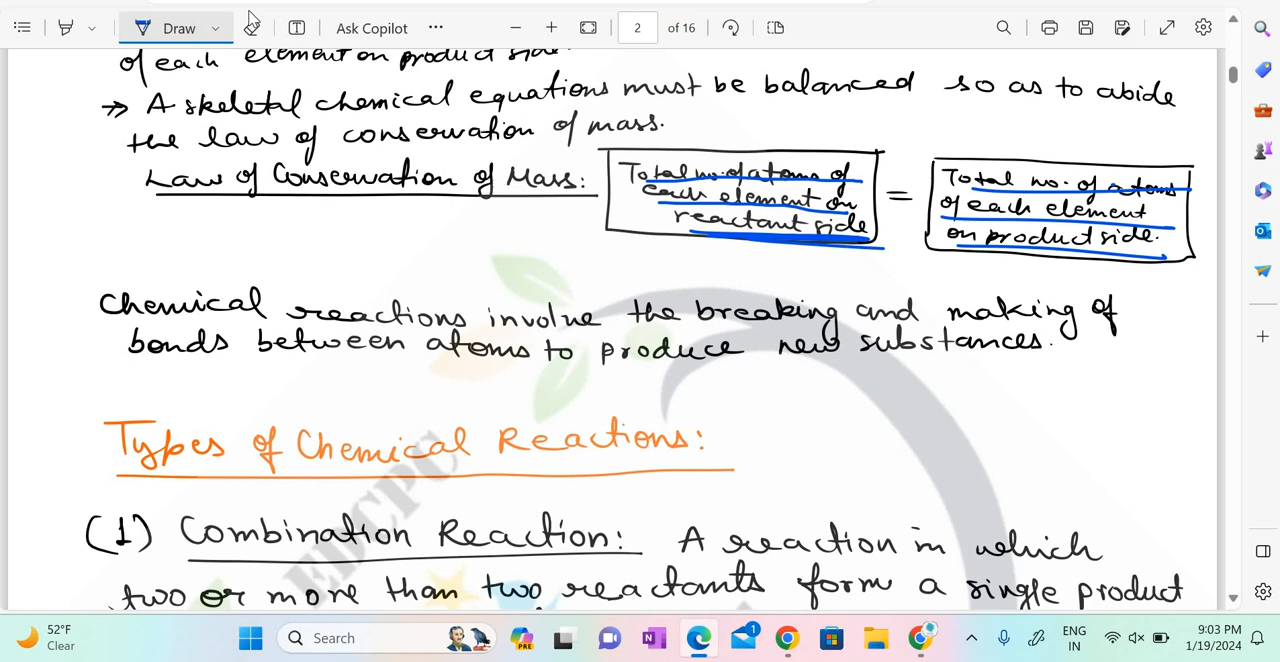 Draw
Ask Copilot
2 of 16
of each element on product side.
→ A skeletal chemical equations must be balanced so as to abide
the law of conservation of mass.
Law of Conservation of Mass:
Total no. of atoms of
each element on
reactant side
=
Total no. of atoms
of each element
on product side.
Chemical reactions involve the breaking and making of
bonds between atoms to produce new substances.
Types of Chemical Reactions:
(1) Combination Reaction: A reaction in which
two or more than two reactants form a single product
EDCPC
52°F
Clear
Search
PRE
1
ENG
IN
9:03 PM
1/19/2024